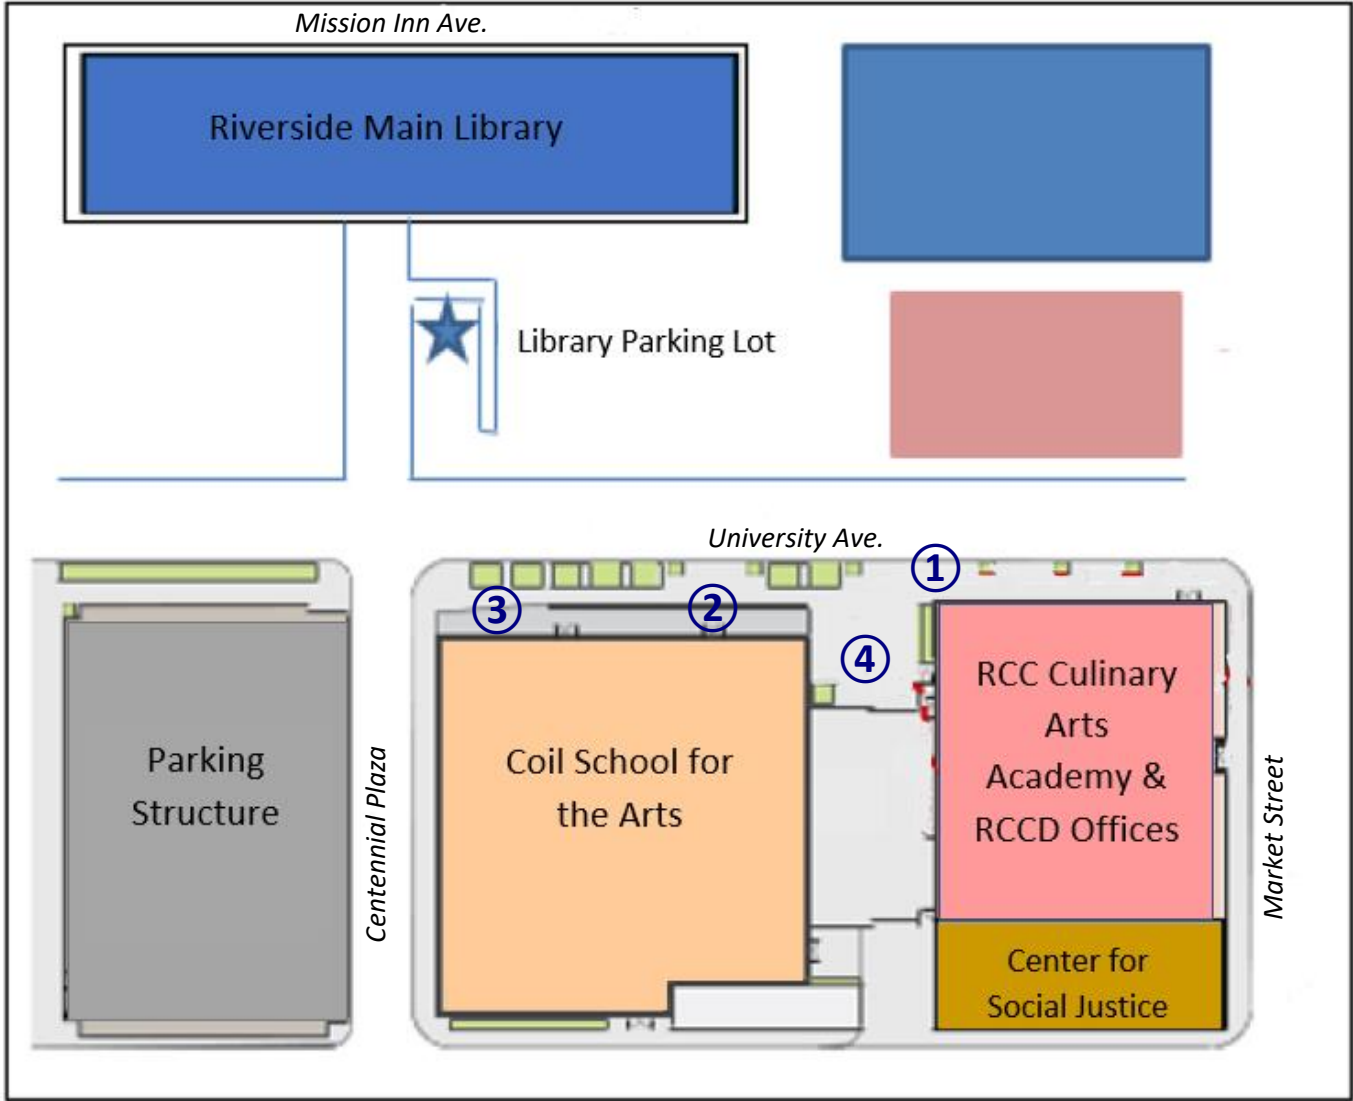 Mission Inn Ave.
Riverside Main Library
Library Parking Lot
University Ave.
①
②
③
④
Parking
Structure
Centennial Plaza
Coil School for
the Arts
RCC Culinary
Arts
Academy &
RCCD Offices
Market Street
Center for
Social Justice